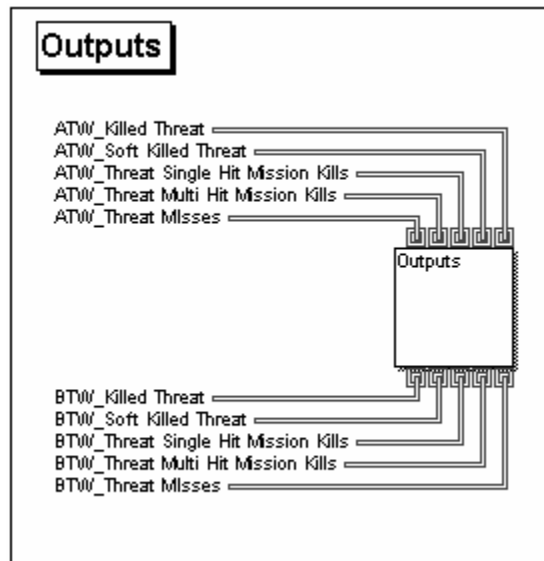 Outputs
ATW_Killed Threat
ATW_Soft Killed Threat
ATW_Threat Single Hit Mission Kills
ATW_Threat Multi Hit Mission Kills
ATW_Threat MIsses
Outputs
BTW_Killed Threat
BTW_Soft Killed Threat
BTW_Threat Single Hit Mission Kills
BTW_Threat Multi Hit Mission Kills
BTW_Threat MIsses